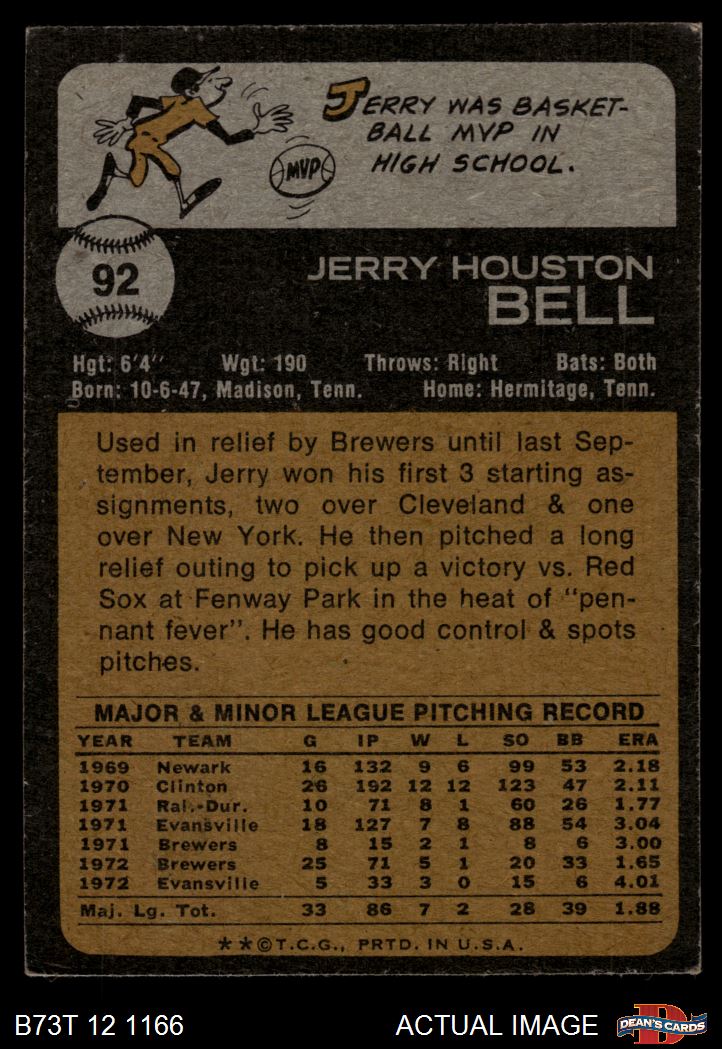 JERRY WAS BASKET-
BALL MVP IN
HIGH SCHOOL.
MVP
92
JERRY HOUSTON
BELL
Hgt: 6'4" Wgt: 190 Throws: Right Bats: Both
Born: 10-6-47, Madison, Tenn. Home: Hermitage, Tenn.
Used in relief by Brewers until last Sep-
tember, Jerry won his first 3 starting as-
signments, two over Cleveland & one
over New York. He then pitched a long
relief outing to pick up a victory vs. Red
Sox at Fenway Park in the heat of "pen-
nant fever". He has good control & spots
pitches.
MAJOR & MINOR LEAGUE PITCHING RECORD
YEAR TEAM G IP W L SO BB ERA
1969 Newark 16 132 9 6 99 53 2.18
1970 Clinton 26 192 12 12 123 47 2.11
1971 Ral.-Dur. 10 71 8 1 60 26 1.77
1971 Evansville 18 127 7 8 88 54 3.04
1971 Brewers 8 15 2 1 8 6 3.00
1972 Brewers 25 71 5 1 20 33 1.65
1972 Evansville 5 33 3 0 15 6 4.01
Maj. Lg. Tot. 33 86 7 2 28 39 1.88
★★©T.C.G., PRTD. IN U.S.A.
B73T 12 1166 ACTUAL IMAGE
D
DEAN'S CARDS